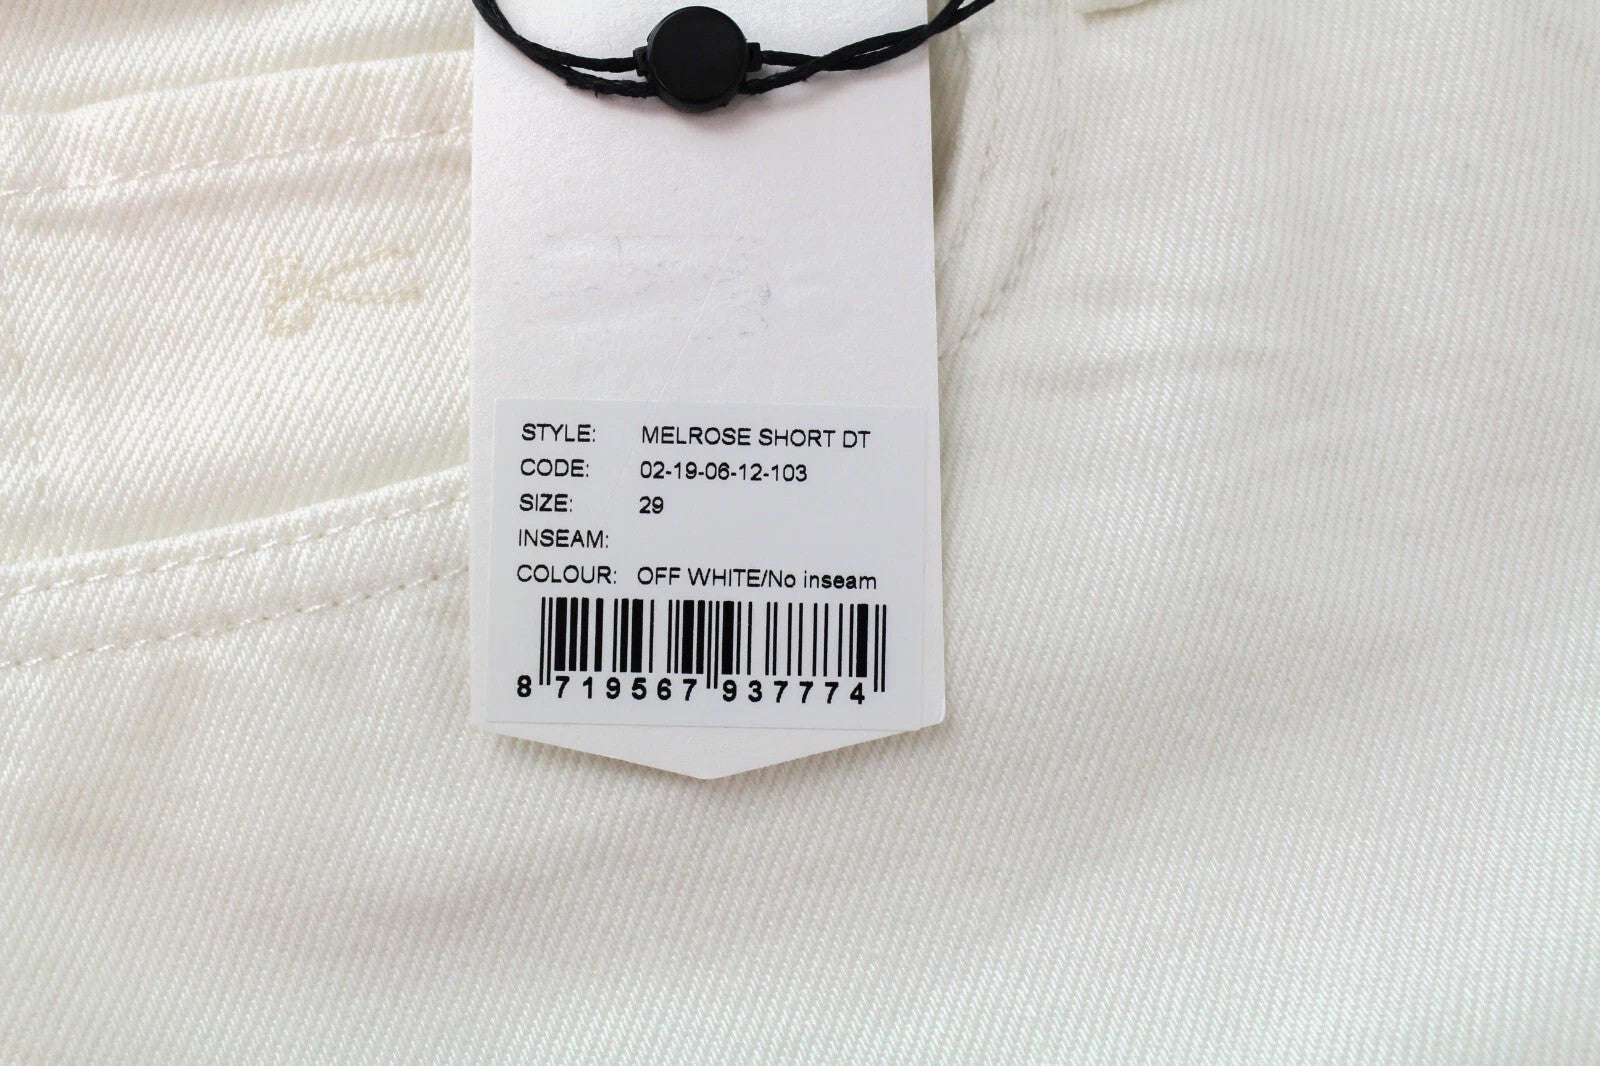 STYLE: MELROSE SHORT DT
CODE: 02-19-06-12-103
SIZE: 29
INSEAM:
COLOUR: OFF WHITE/No inseam
8 719567 937774